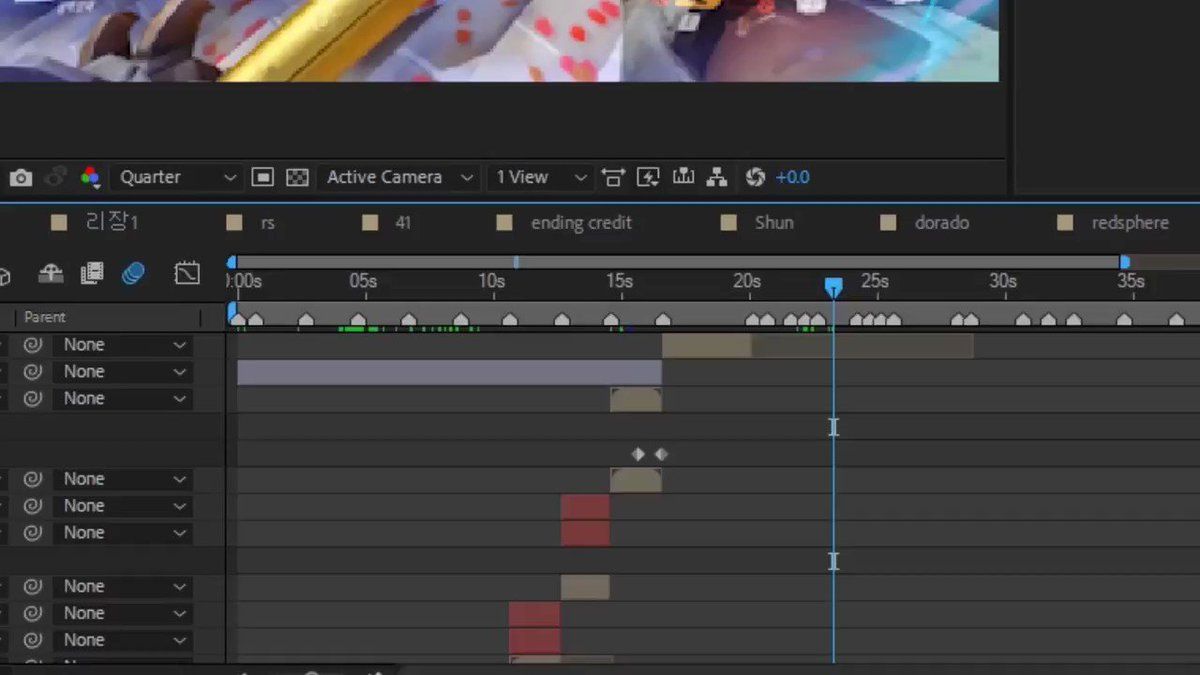 Quarter Active Camera 1 View +0.0
리장1 rs 41 ending credit Shun dorado redsphere
:00s 05s 10s 15s 20s 25s 30s 35s
Parent
None
None
None
None
None
None
None
None
None